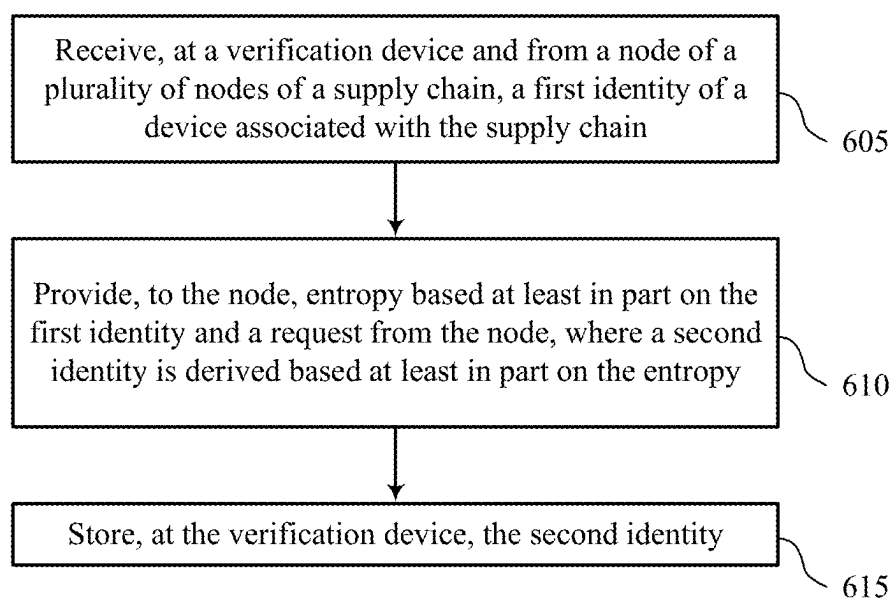 Receive, at a verification device and from a node of a
plurality of nodes of a supply chain, a first identity of a
device associated with the supply chain
605
Provide, to the node, entropy based at least in part on the
first identity and a request from the node, where a second
identity is derived based at least in part on the entropy
610
Store, at the verification device, the second identity
615